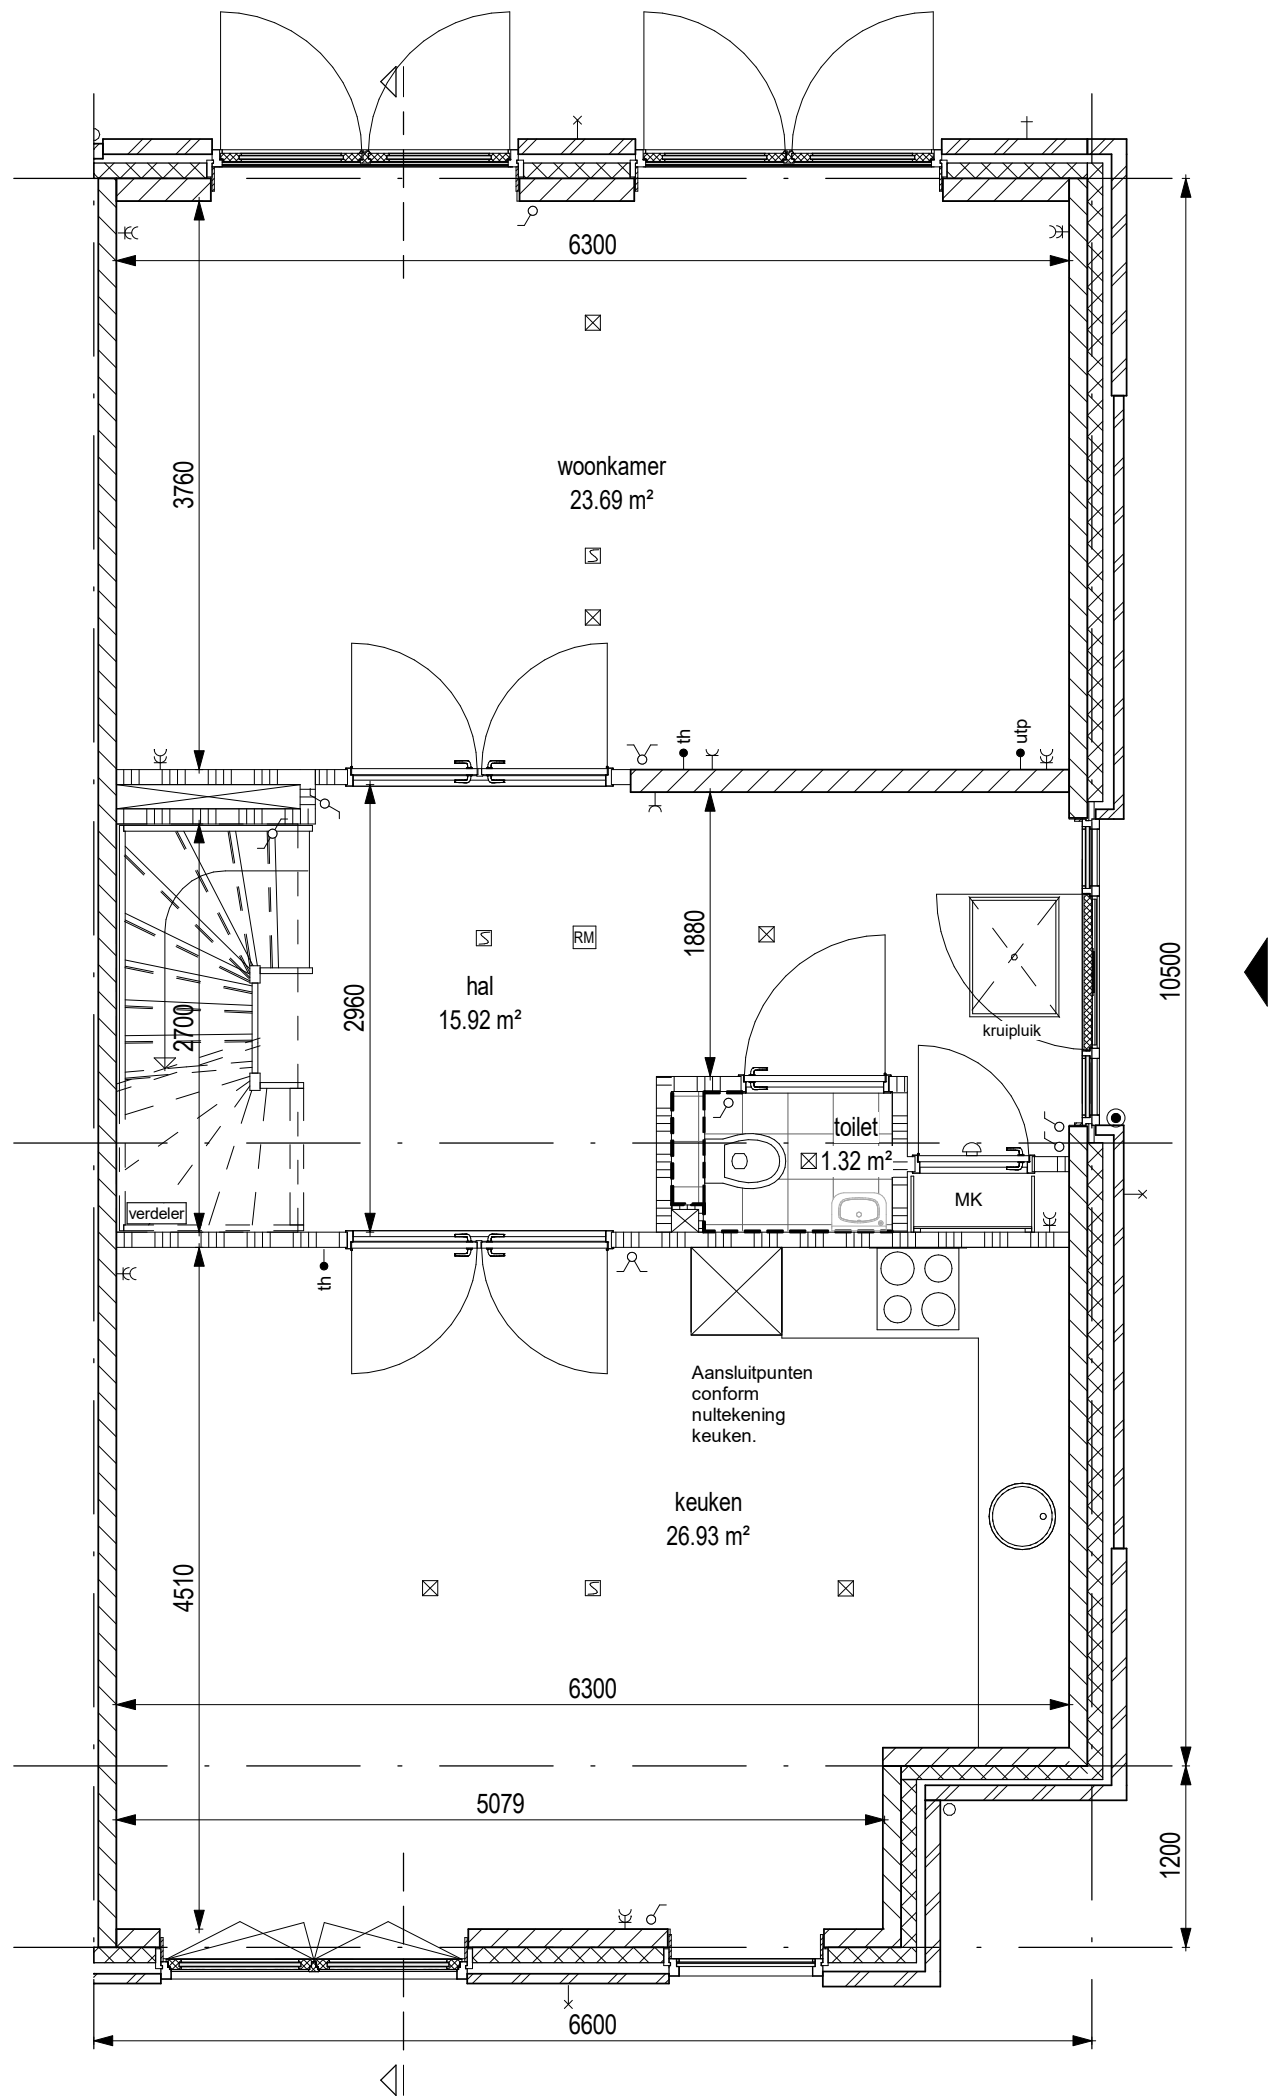 6300
3760
woonkamer
23.69 m²
th
utp
2700
2960
RM
hal
15.92 m²
1880
kruipluik
10500
toilet
1.32 m²
MK
verdeler
th
Aansluitpunten
conform
nultekening
keuken.
keuken
26.93 m²
4510
6300
5079
1200
6600